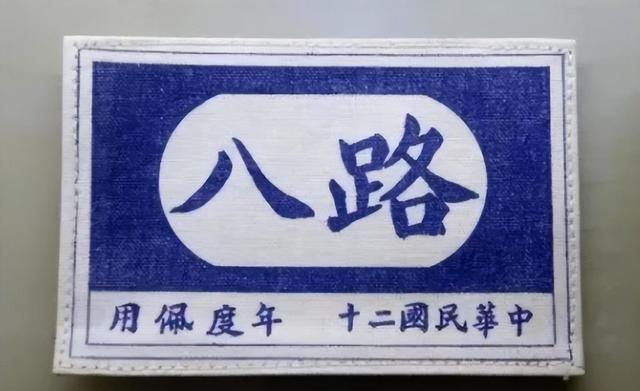 八路
中華民國二十 年度佩用